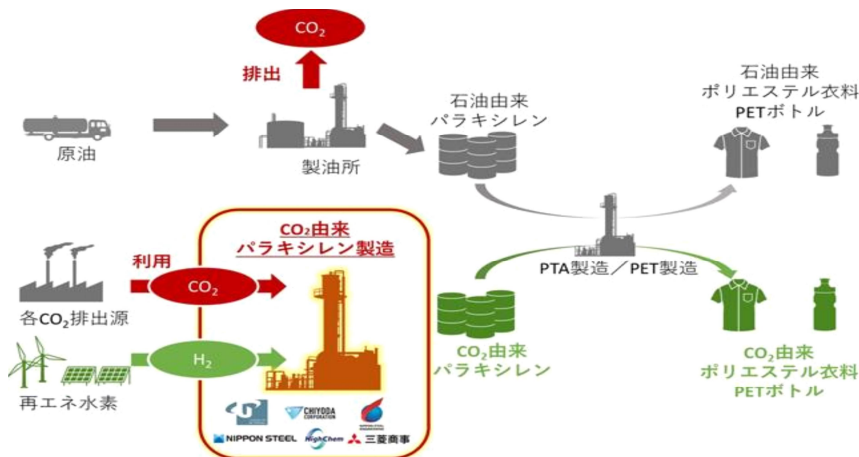 CO₂
排出
石油由来
パラキシレン
石油由来
ポリエステル衣料
PETボトル
原油
製油所
CO₂由来
パラキシレン製造
利用
CO₂
PTA製造／PET製造
各CO₂排出源
H₂
CO₂由来
パラキシレン
CO₂由来
ポリエステル衣料
PETボトル
再エネ水素
CHIYODA
CORPORATION
NIPPON STEEL
ENGINEERING
NIPPON STEEL
HighChem
三菱商事